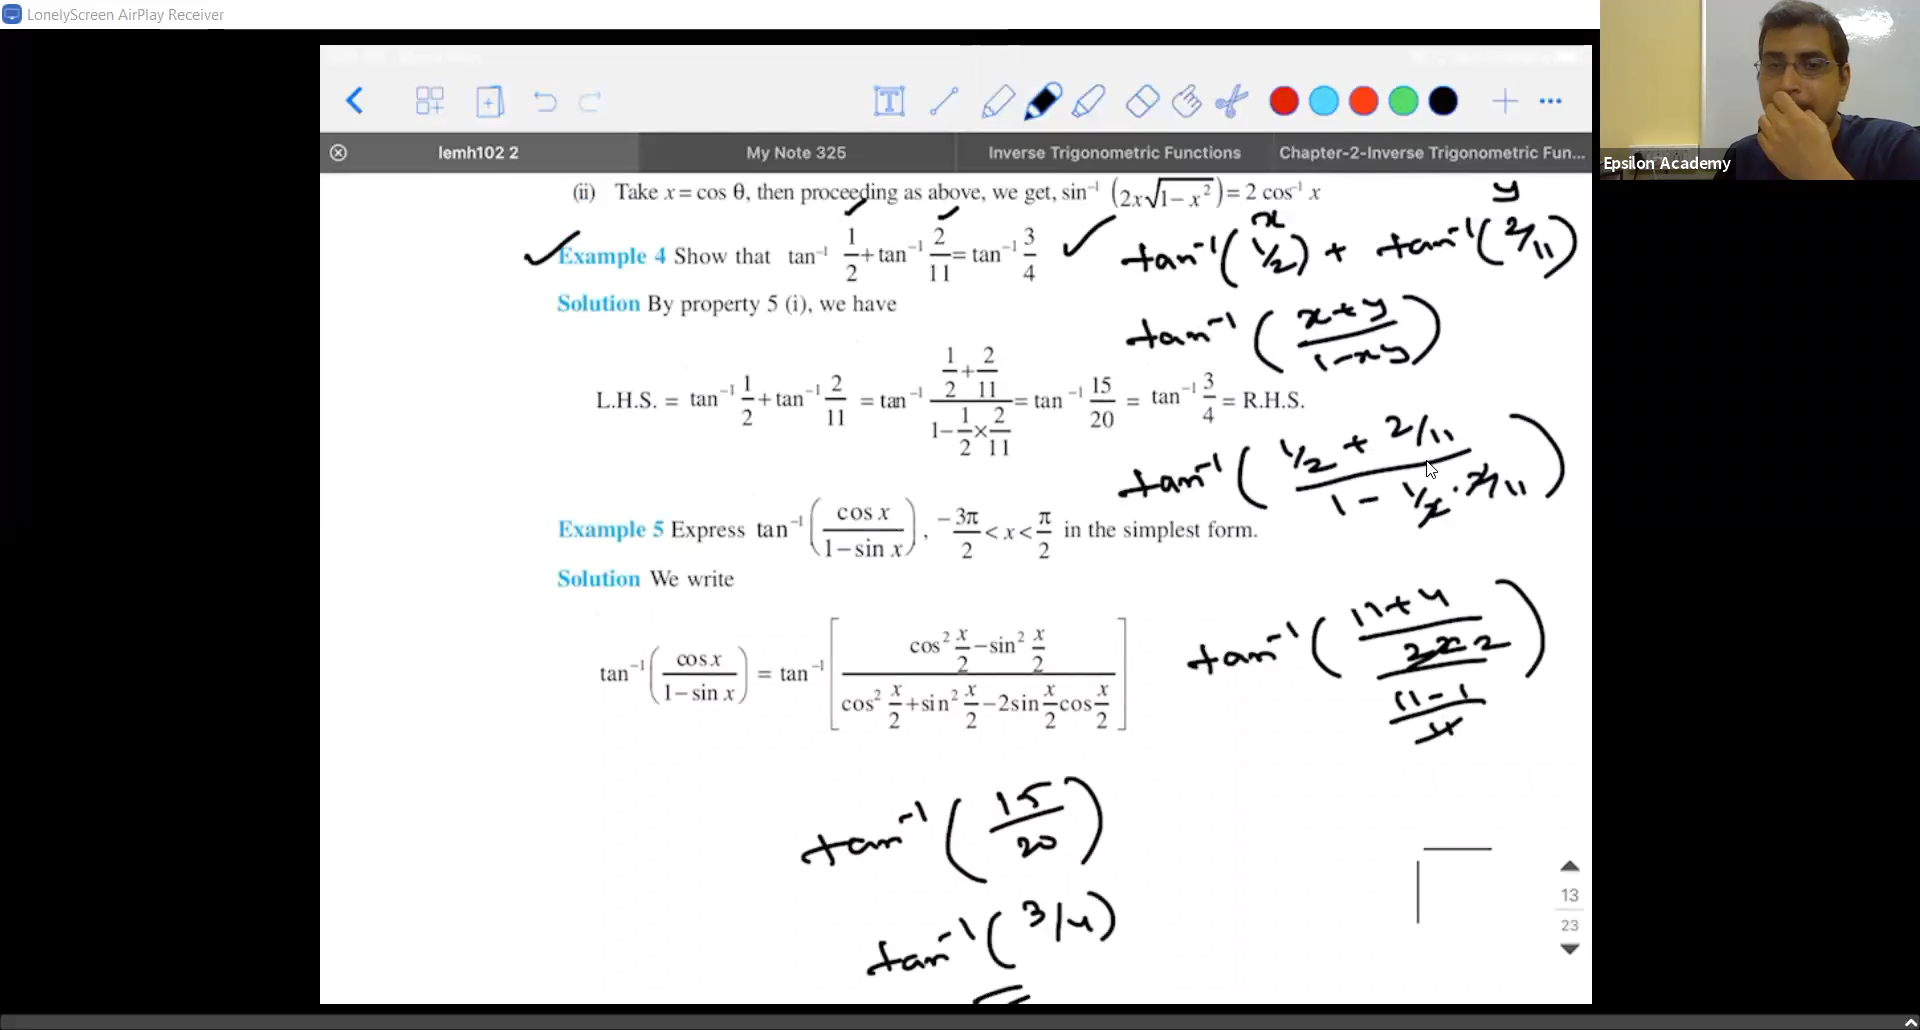 LonelyScreen AirPlay Receiver
Epsilon Academy
lemh102 2 My Note 325 Inverse Trigonometric Functions Chapter-2-Inverse Trigonometric Fun...
(ii) Take x = cos θ, then proceeding as above, we get, sin⁻¹ (2x√(1−x²)) = 2 cos⁻¹ x
Example 4 Show that tan⁻¹ 1/2 + tan⁻¹ 2/11 = tan⁻¹ 3/4
Solution By property 5 (i), we have
L.H.S. = tan⁻¹ 1/2 + tan⁻¹ 2/11 = tan⁻¹ (1/2 + 2/11)/(1 − 1/2 × 2/11) = tan⁻¹ 15/20 = tan⁻¹ 3/4 = R.H.S.
Example 5 Express tan⁻¹ (cos x/(1−sin x)), −3π/2 < x < π/2 in the simplest form.
Solution We write
tan⁻¹ (cos x/(1−sin x)) = tan⁻¹ [(cos² x/2 − sin² x/2)/(cos² x/2 + sin² x/2 − 2sin x/2 cos x/2)]
x y
tan⁻¹(1/2) + tan⁻¹(2/11)
tan⁻¹ ((x+y)/(1−xy))
tan⁻¹ ((1/2 + 2/11)/(1 − 1/2 · 2/11))
tan⁻¹ (
11+4
11−1
tan⁻¹ (15/20)
tan⁻¹ (3/4)
13
23